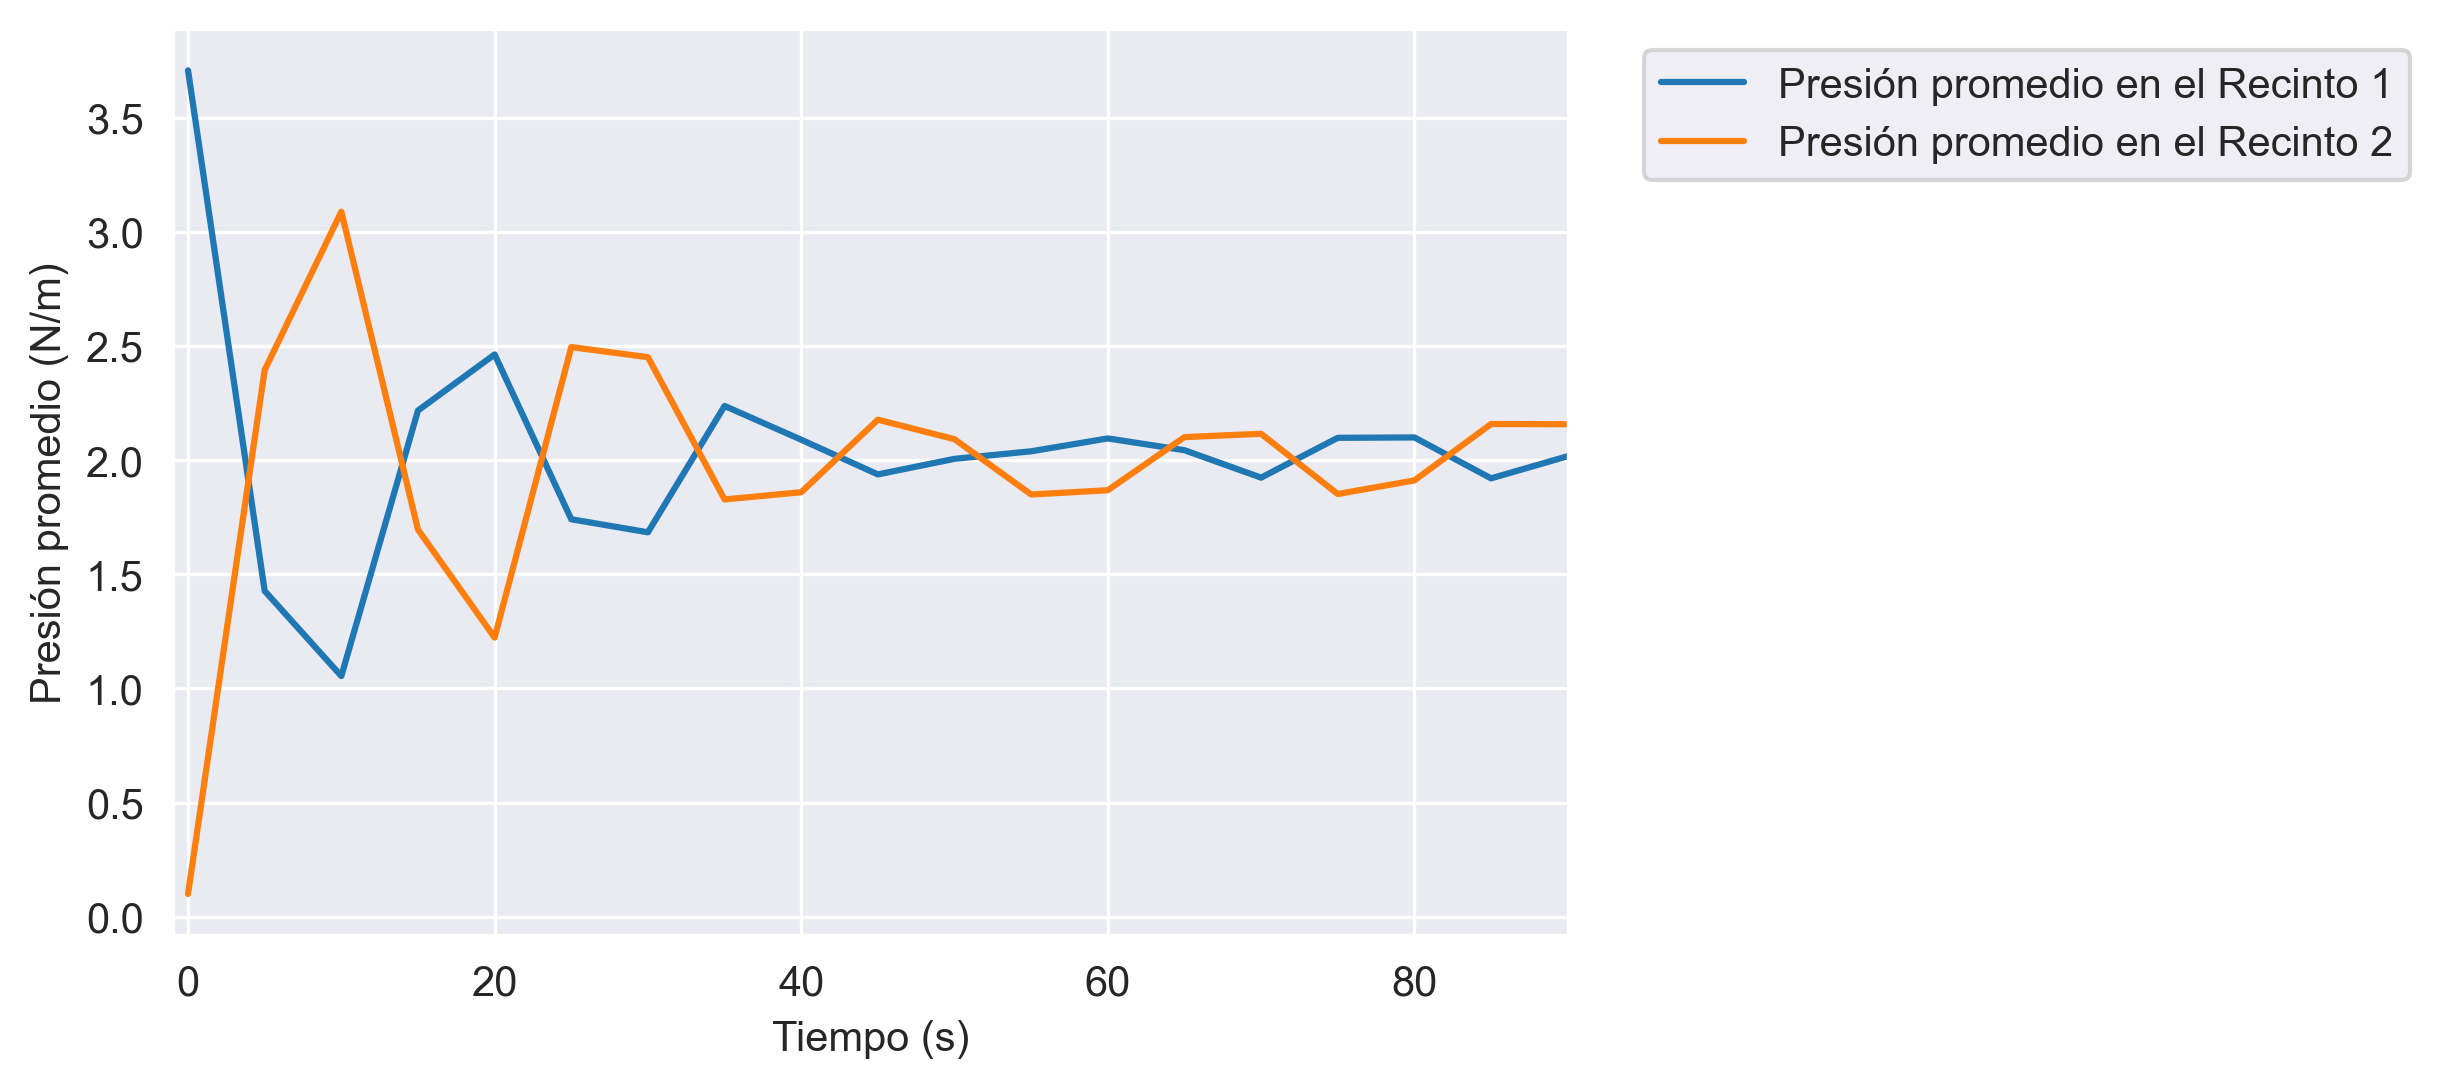 Presión promedio en el Recinto 1
Presión promedio en el Recinto 2
Presión promedio (N/m)
3.5
3.0
2.5
2.0
1.5
1.0
0.5
0.0
0 20 40 60 80
Tiempo (s)